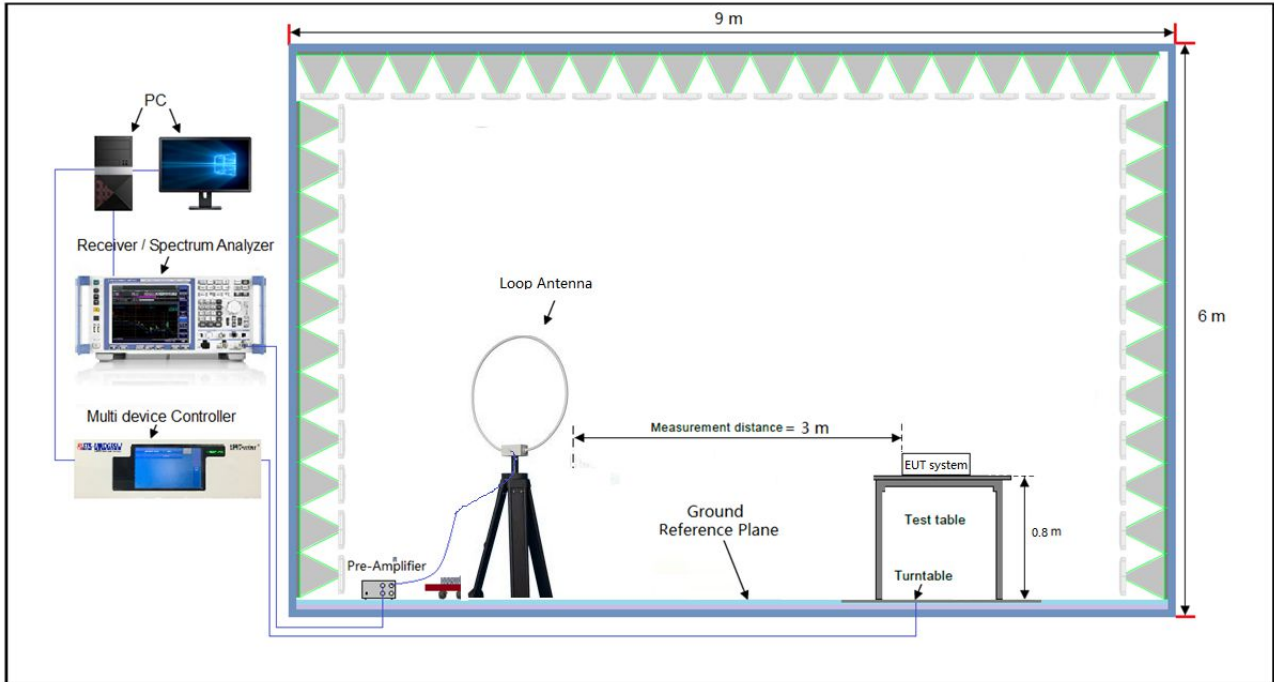 9 m
PC
Receiver / Spectrum Analyzer
Loop Antenna
6 m
Multi device Controller
Measurement distance = 3 m
EUT system
Ground
Reference Plane
Test table
0.8 m
Pre-Amplifier
Turntable